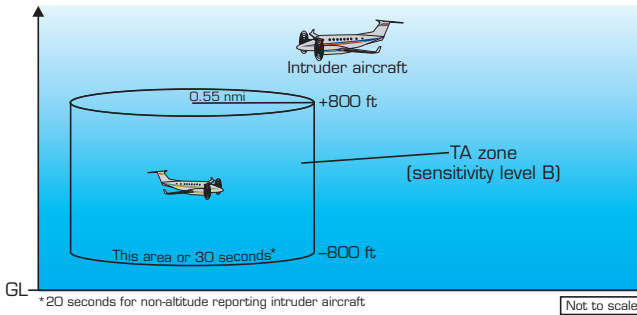 Intruder aircraft
0.55 nmi
+800 ft
TA zone
(sensitivity level B)
This area or 30 seconds*
–800 ft
GL
*20 seconds for non-altitude reporting intruder aircraft
Not to scale